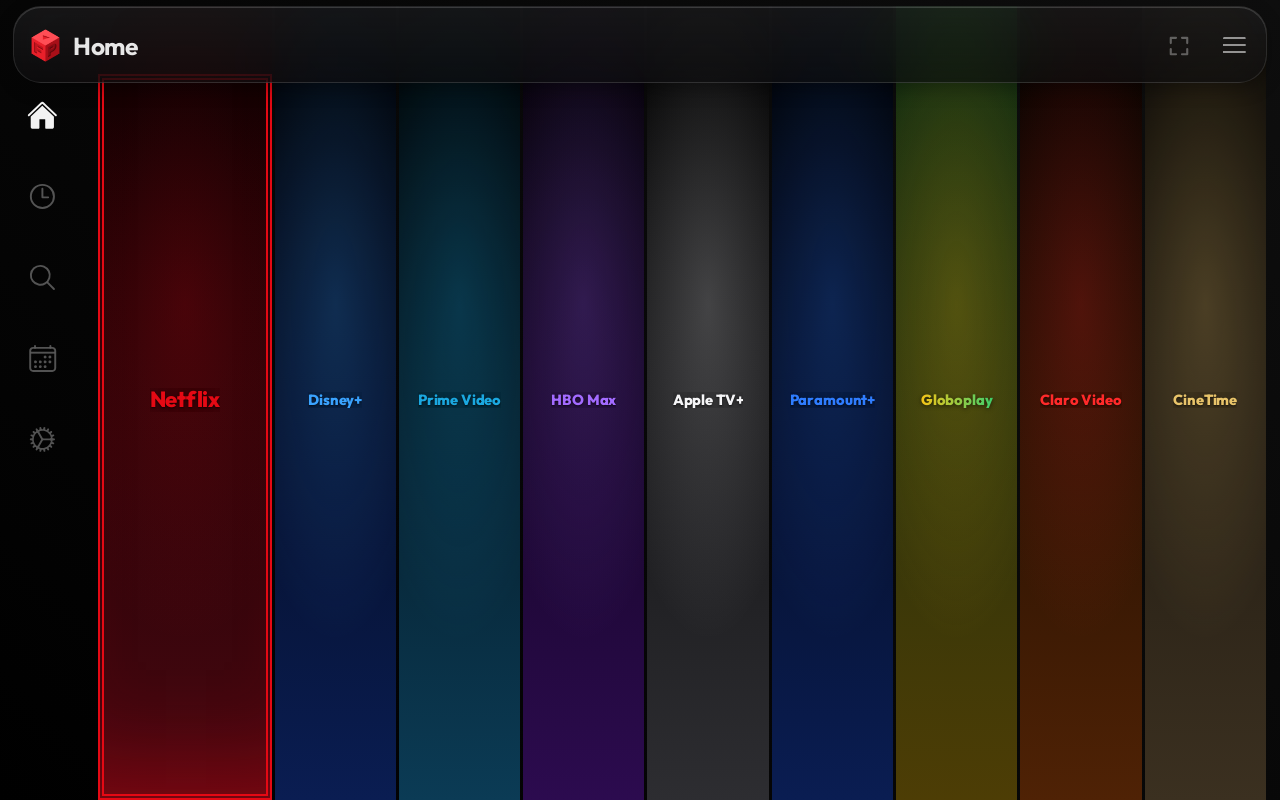 Home
Netflix
Disney+
Prime Video
HBO Max
Apple TV+
Paramount+
Globoplay
Claro Video
CineTime